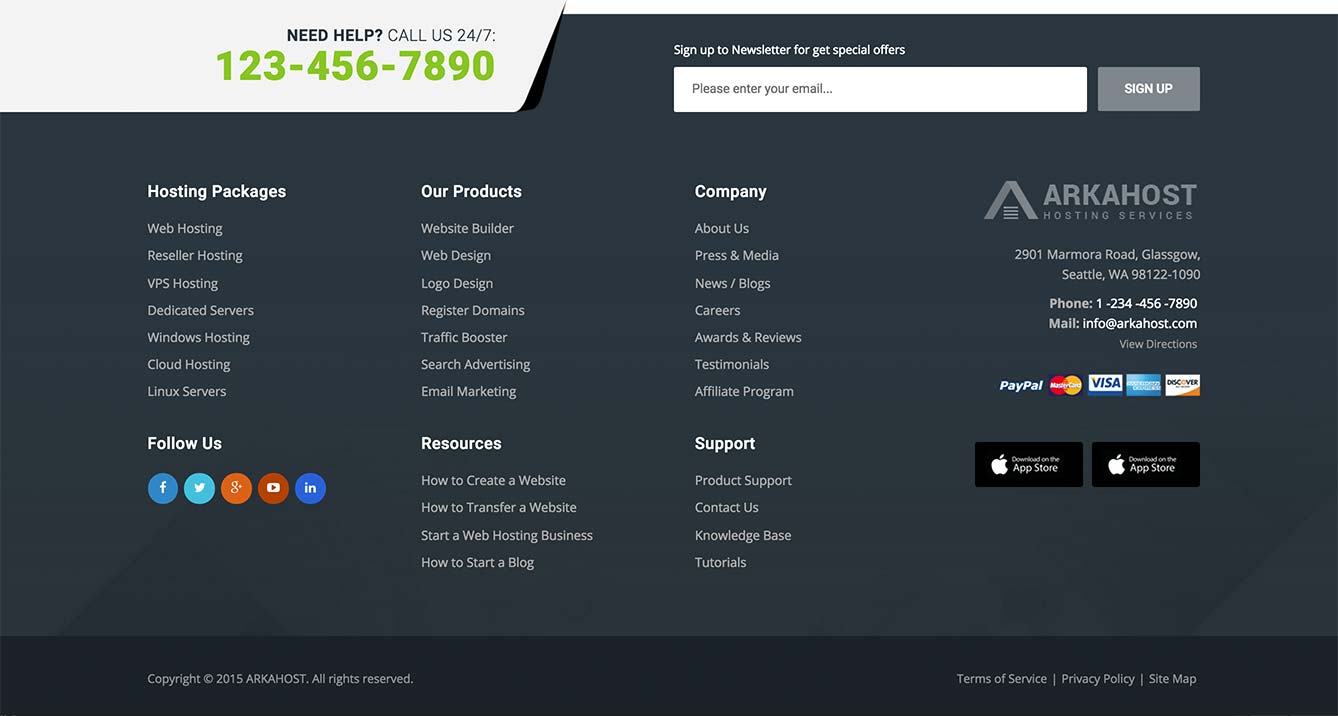 NEED HELP? CALL US 24/7:
123-456-7890
Sign up to Newsletter for get special offers
Please enter your email...
SIGN UP
Hosting Packages
Web Hosting
Reseller Hosting
VPS Hosting
Dedicated Servers
Windows Hosting
Cloud Hosting
Linux Servers
Our Products
Website Builder
Web Design
Logo Design
Register Domains
Traffic Booster
Search Advertising
Email Marketing
Company
About Us
Press & Media
News / Blogs
Careers
Awards & Reviews
Testimonials
Affiliate Program
ARKAHOST
HOSTING SERVICES
2901 Marmora Road, Glassgow,
Seattle, WA 98122-1090
Phone: 1 -234 -456 -7890
Mail: info@arkahost.com
View Directions
PayPal MasterCard VISA AMERICAN EXPRESS DISCOVER
Follow Us
f g+ in
Resources
How to Create a Website
How to Transfer a Website
Start a Web Hosting Business
How to Start a Blog
Support
Product Support
Contact Us
Knowledge Base
Tutorials
Download on the
App Store
Download on the
App Store
Copyright © 2015 ARKAHOST. All rights reserved.
Terms of Service | Privacy Policy | Site Map